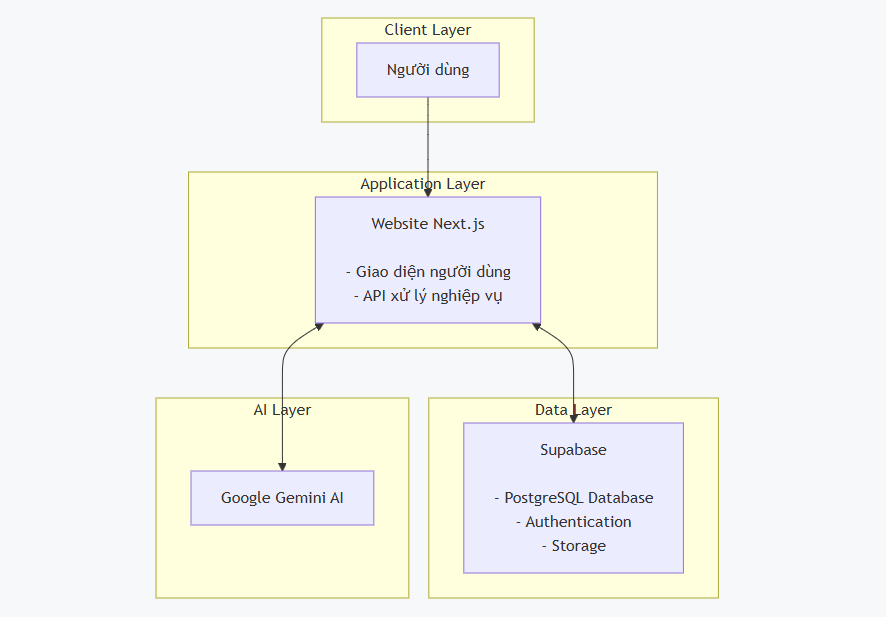 Client Layer
Người dùng
Application Layer
Website Next.js
- Giao diện người dùng
- API xử lý nghiệp vụ
AI Layer
Google Gemini AI
Data Layer
Supabase
- PostgreSQL Database
- Authentication
- Storage